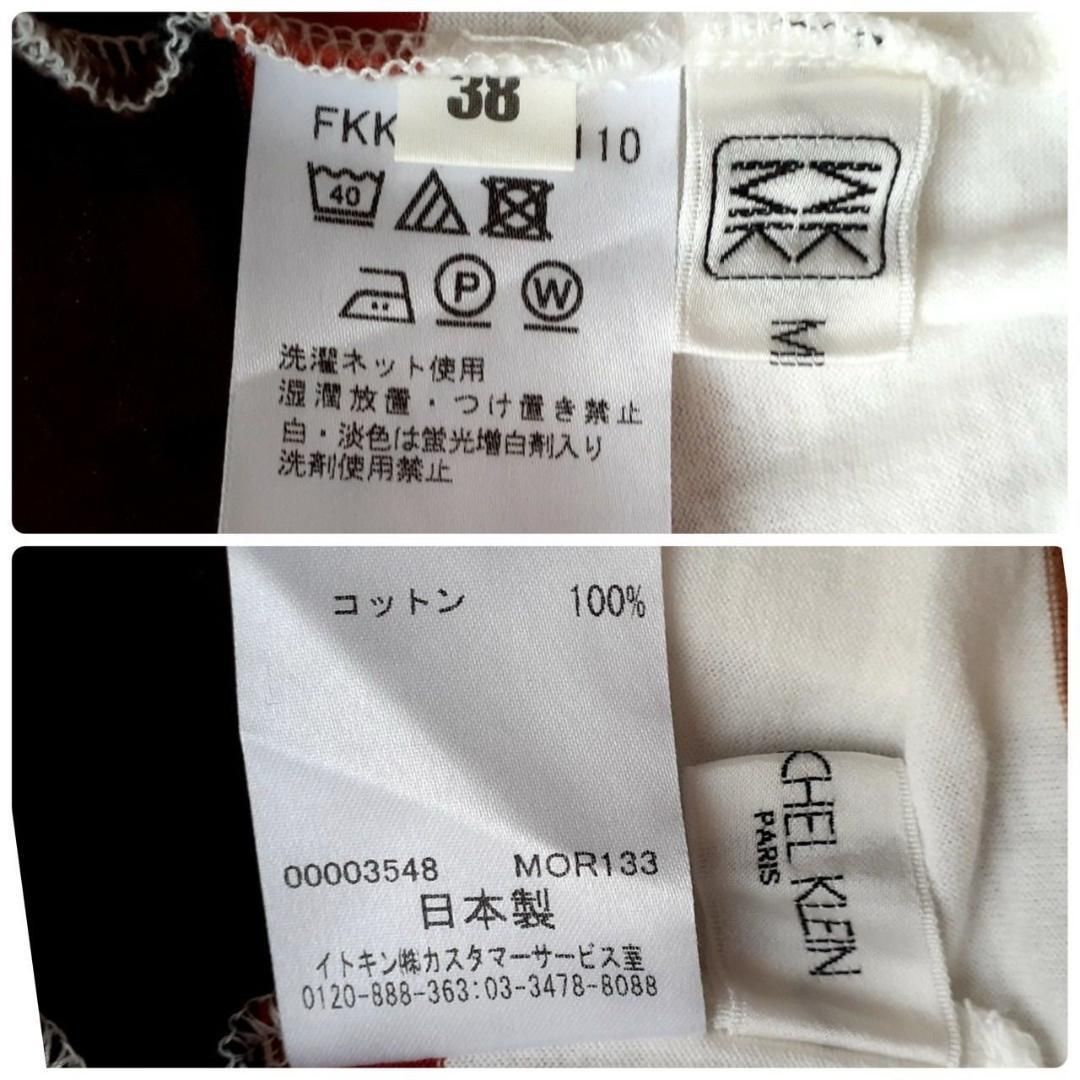 38
FKK 110
40
P W
洗濯ネット使用
湿潤放置・つけ置き禁止
白・淡色は蛍光増白剤入り
洗剤使用禁止
MI
コットン 100%
00003548 MOR133
日本製
イトキン㈱カスタマーサービス室
0120-888-363:03-3478-8088
CHEL KLEIN
PARIS